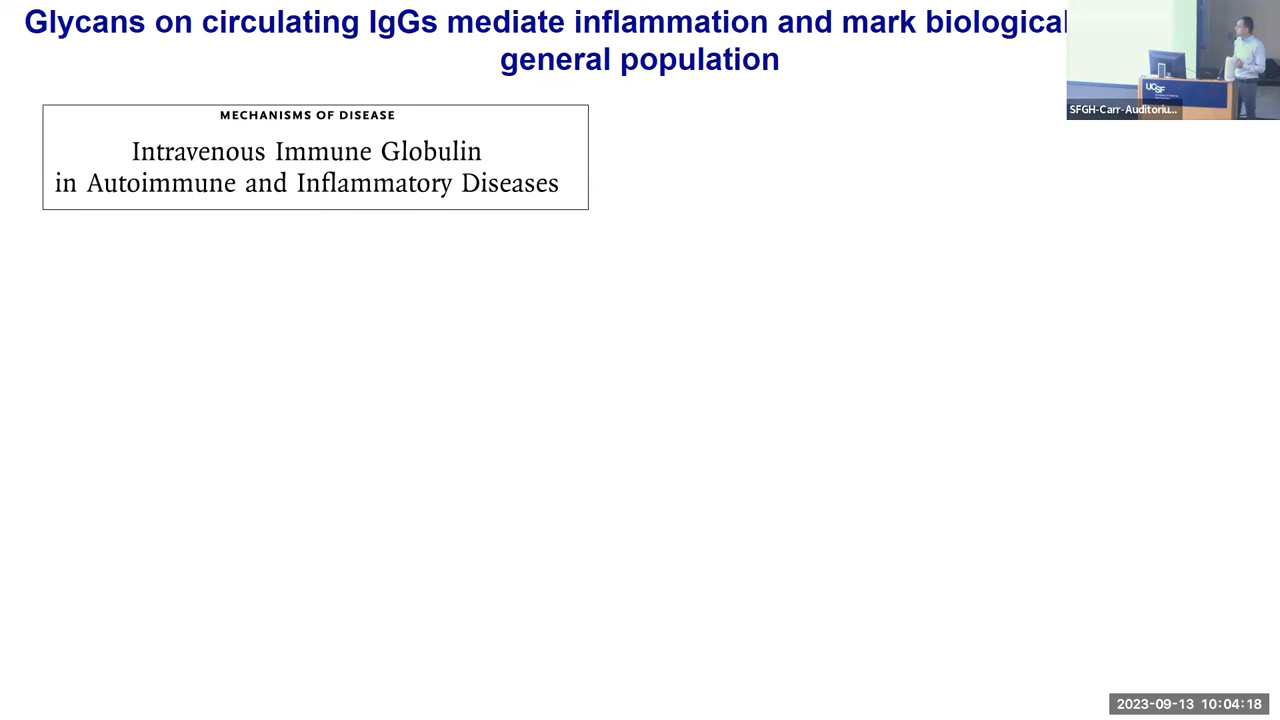 Glycans on circulating IgGs mediate inflammation and mark biological
general population
MECHANISMS OF DISEASE
Intravenous Immune Globulin
in Autoimmune and Inflammatory Diseases
UCSF
SFGH-Carr-Auditoriu...
2023-09-13 10:04:18